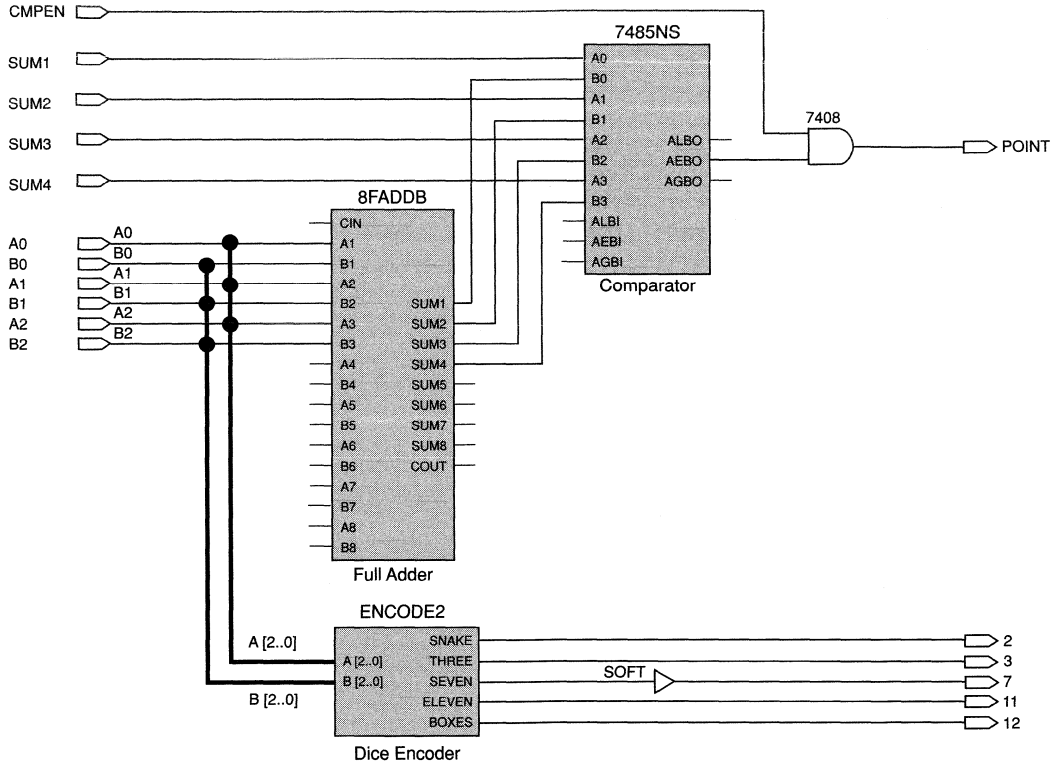 CMPEN
7485NS
SUM1
A0
B0
SUM2
A1
B1
7408
SUM3
A2
ALBO
B2
AEBO
POINT
SUM4
A3
AGBO
8FADDB
B3
CIN
ALBI
A0
A0
A1
AEBI
B0
B0
B1
AGBI
A1
A1
A2
Comparator
B1
B1
B2
SUM1
A2
A2
A3
SUM2
B2
B2
B3
SUM3
A4
SUM4
B4
SUM5
A5
SUM6
B5
SUM7
A6
SUM8
B6
COUT
A7
B7
A8
B8
Full Adder
ENCODE2
A [2..0]
SNAKE
2
A [2..0]
THREE
3
B [2..0]
SEVEN
SOFT
7
B [2..0]
ELEVEN
11
BOXES
12
Dice Encoder